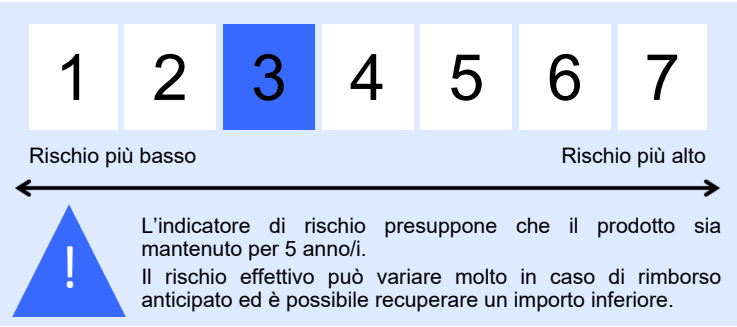 1 2 3 4 5 6 7
Rischio più basso Rischio più alto
!
L'indicatore di rischio presuppone che il prodotto sia
mantenuto per 5 anno/i.
Il rischio effettivo può variare molto in caso di rimborso
anticipato ed è possibile recuperare un importo inferiore.